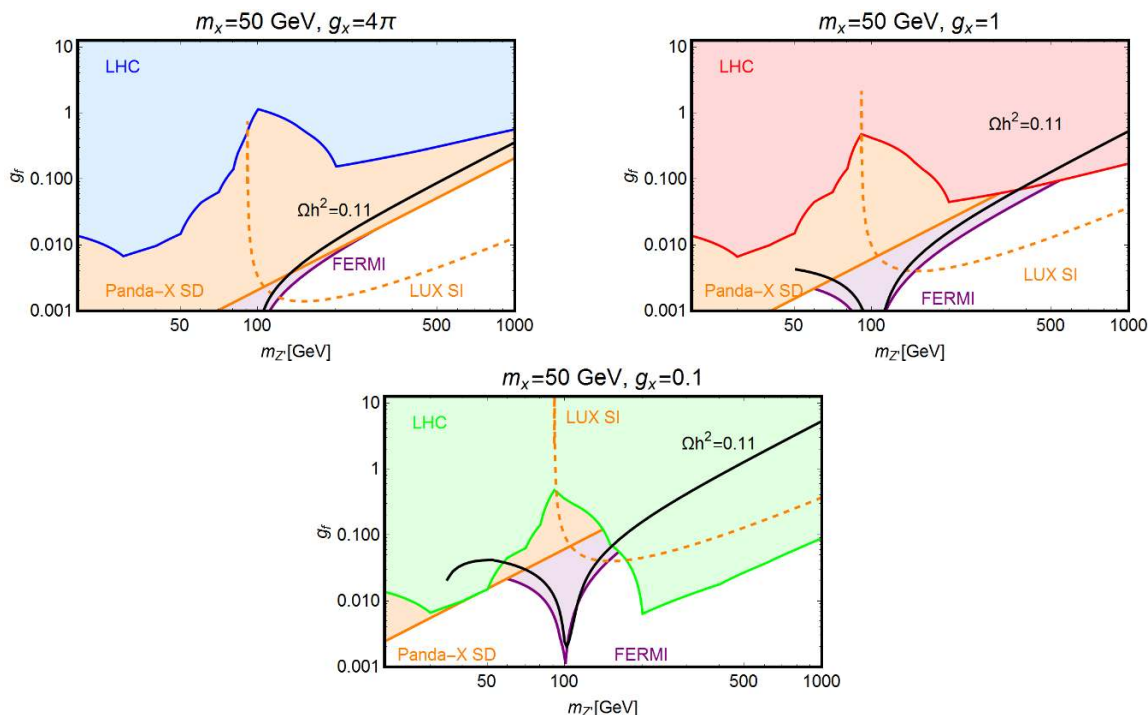 m_x=50 GeV, g_x=4π
LHC
Ωh²=0.11
FERMI
Panda-X SD
LUX SI
g_f
10
1
0.100
0.010
0.001
50
100
500
1000
m_Z'[GeV]
m_x=50 GeV, g_x=1
LHC
Ωh²=0.11
LUX SI
Panda-X SD
FERMI
g_f
10
1
0.100
0.010
0.001
50
100
500
1000
m_Z'[GeV]
m_x=50 GeV, g_x=0.1
LHC
LUX SI
Ωh²=0.11
Panda-X SD
FERMI
g_f
10
1
0.100
0.010
0.001
50
100
500
1000
m_Z'[GeV]